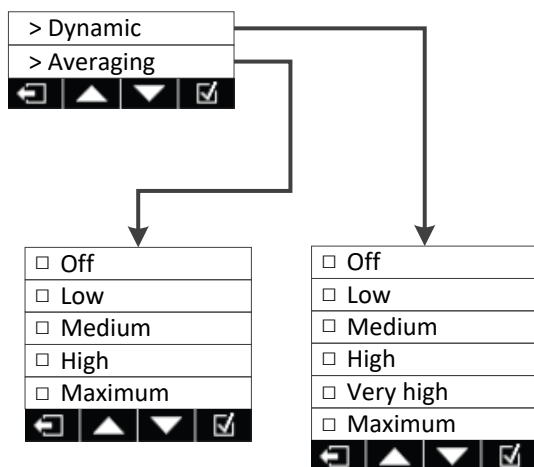 > Dynamic
> Averaging
□ Off
□ Low
□ Medium
□ High
□ Maximum
□ Off
□ Low
□ Medium
□ High
□ Very high
□ Maximum